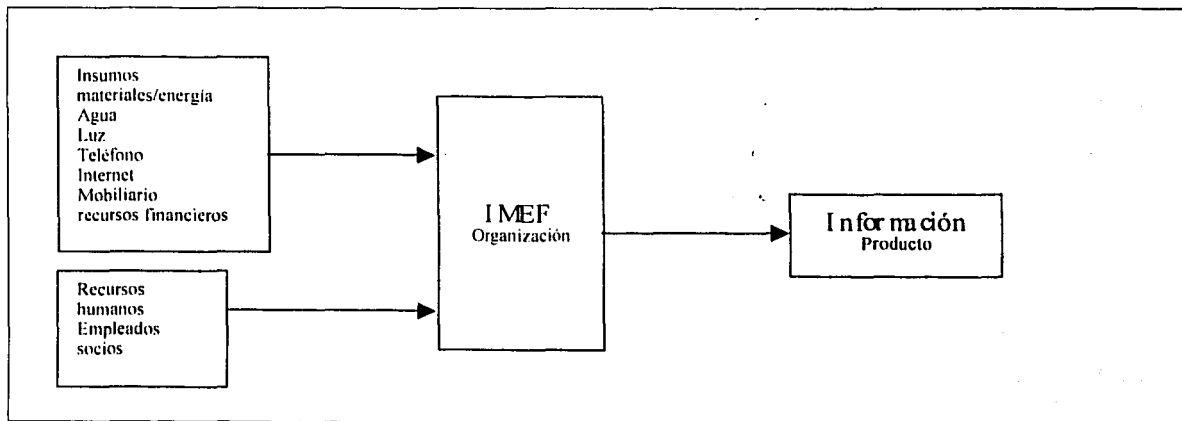 Insumos
materiales/energía
Agua
Luz
Teléfono
Internet
Mobiliario
recursos financieros
Recursos
humanos
Empleados
socios
IMEF
Organización
Información
Producto